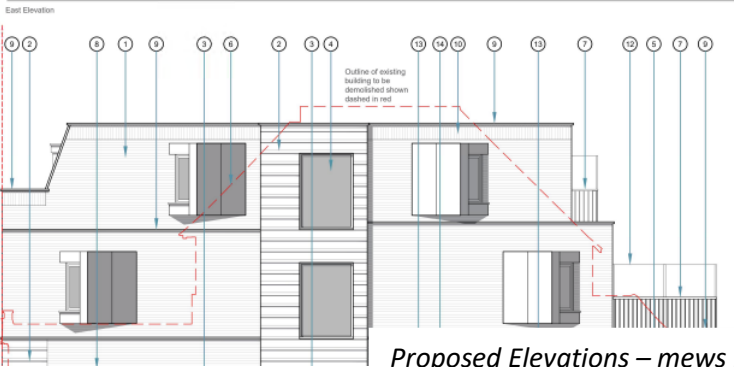 East Elevation
9 2 8 1 9 3 6 2 3 4 13 14 10 9 13 7 12 5 7 9
Outline of existing
building to be
demolished shown
dashed in red
Proposed Elevations – mews